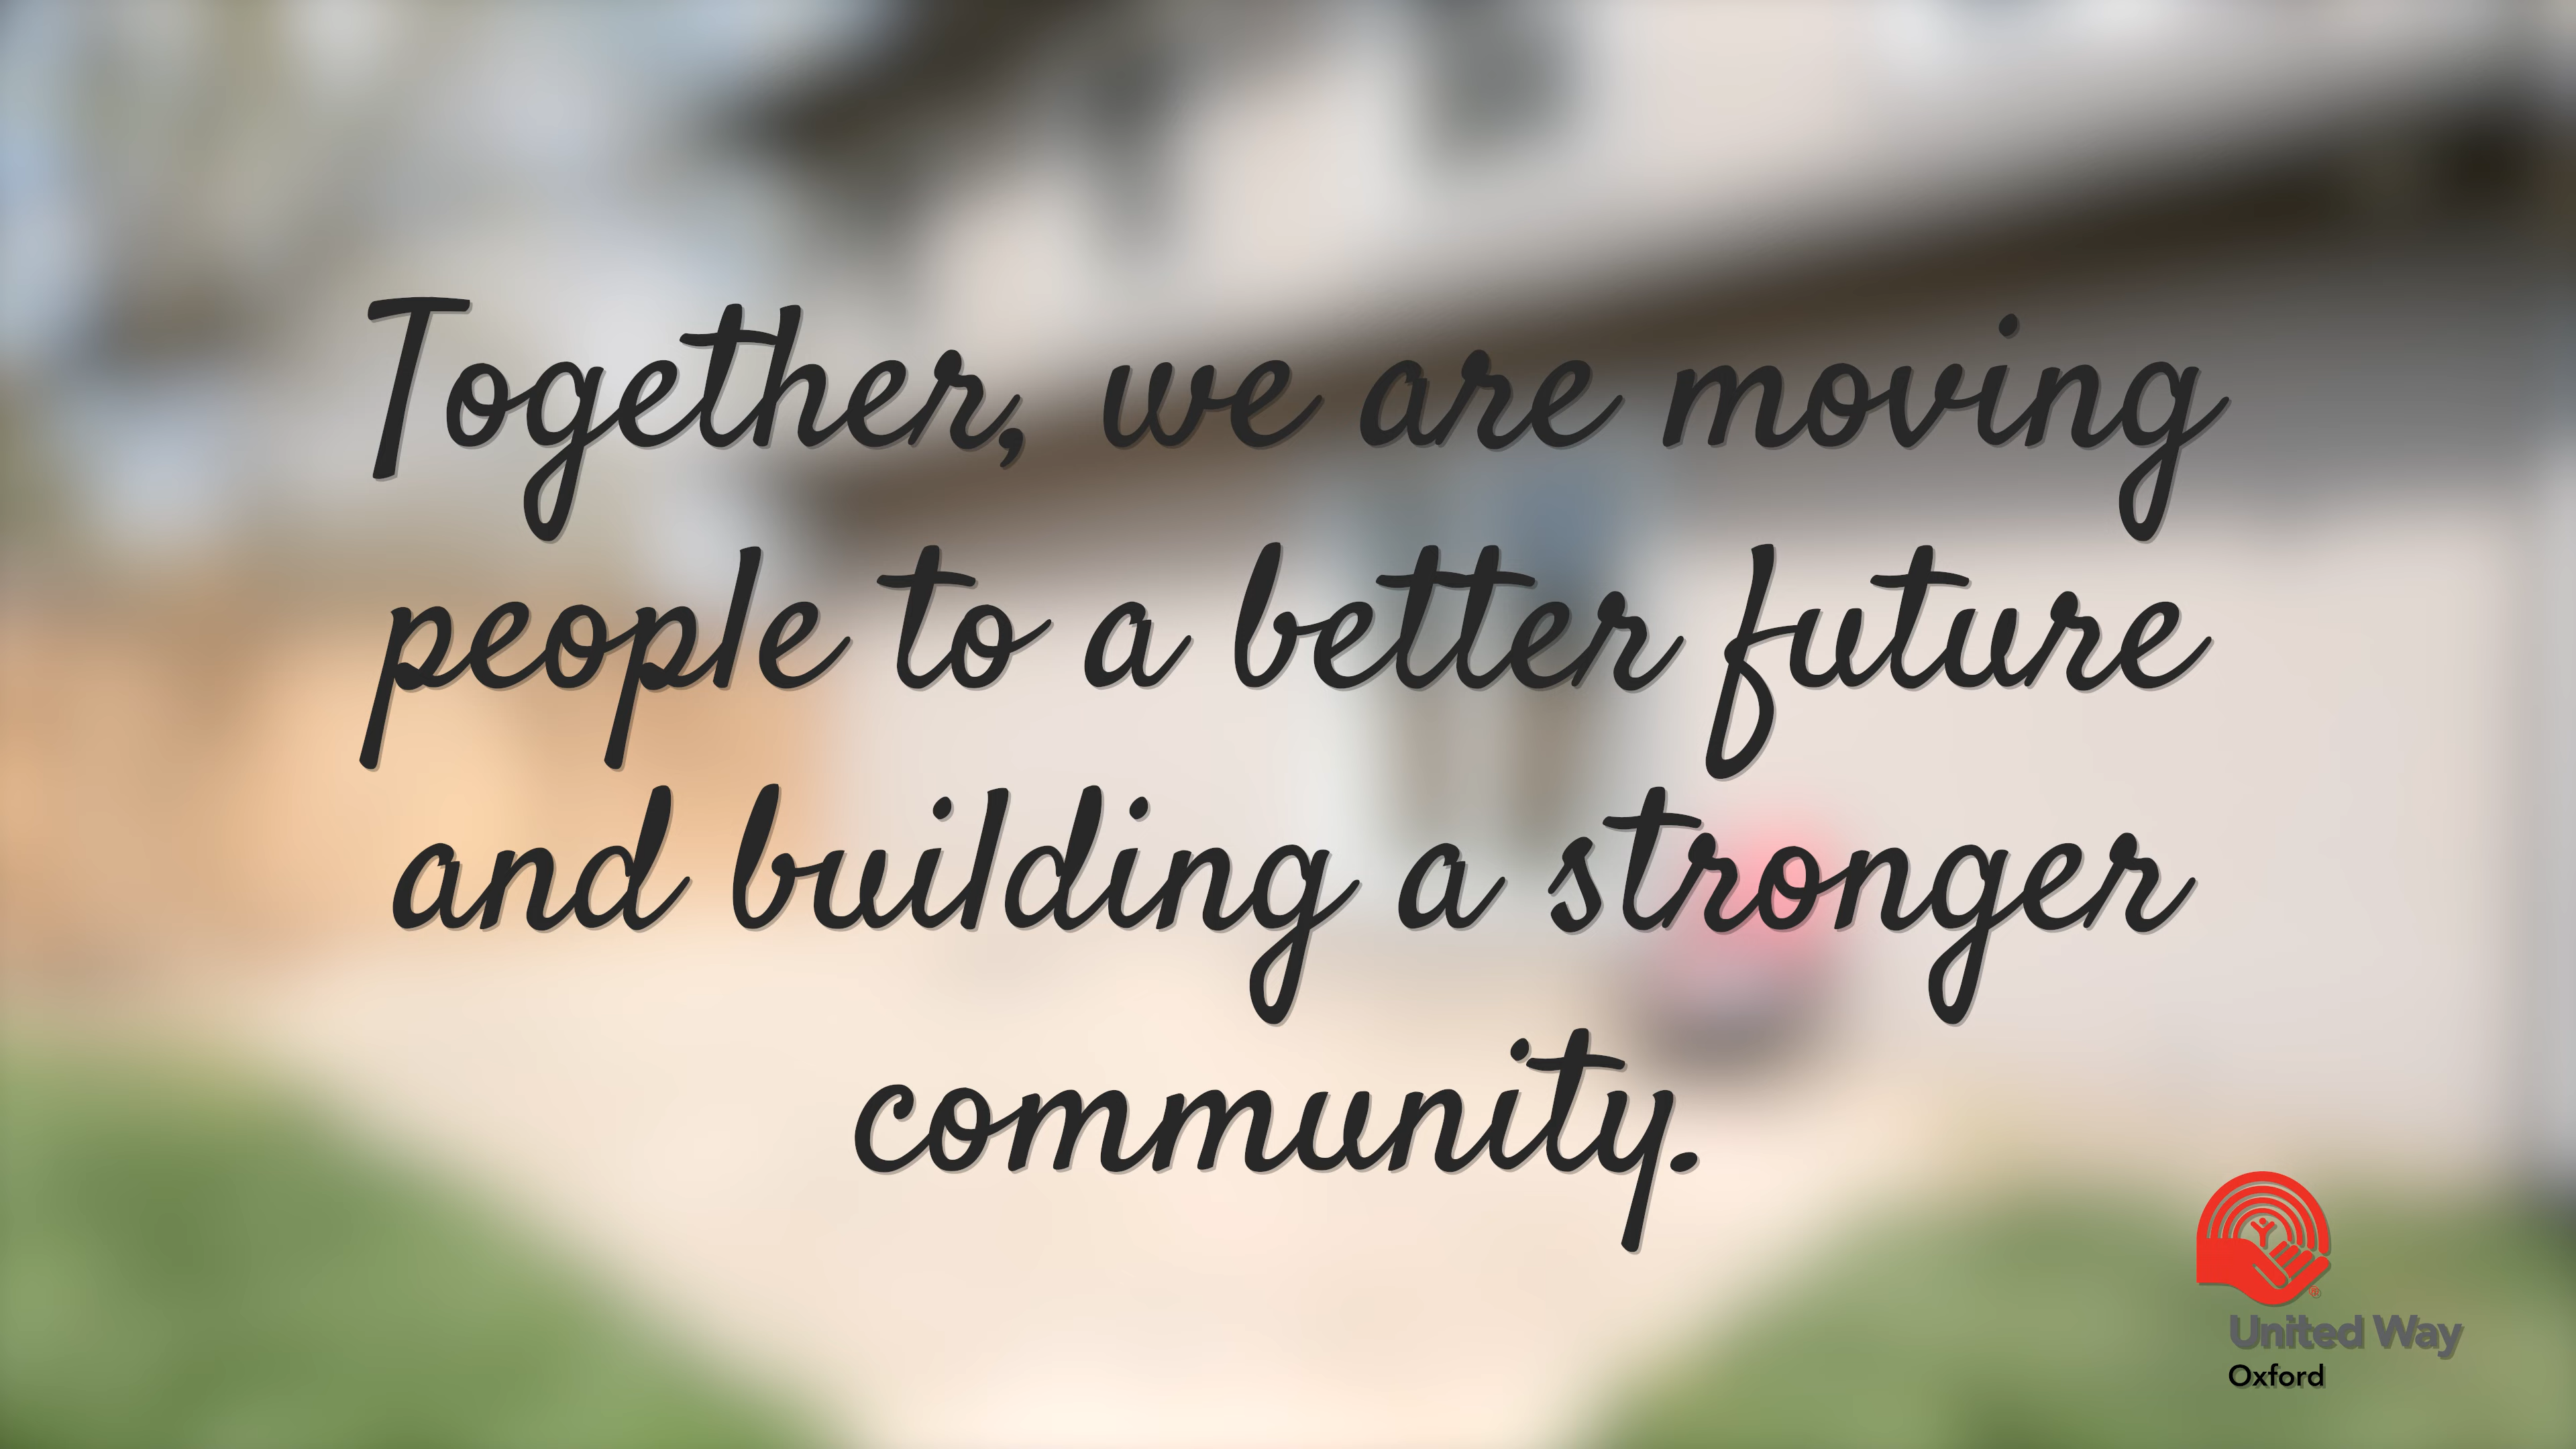 Together, we are moving
people to a better future
and building a stronger
community.
®
United Way
Oxford